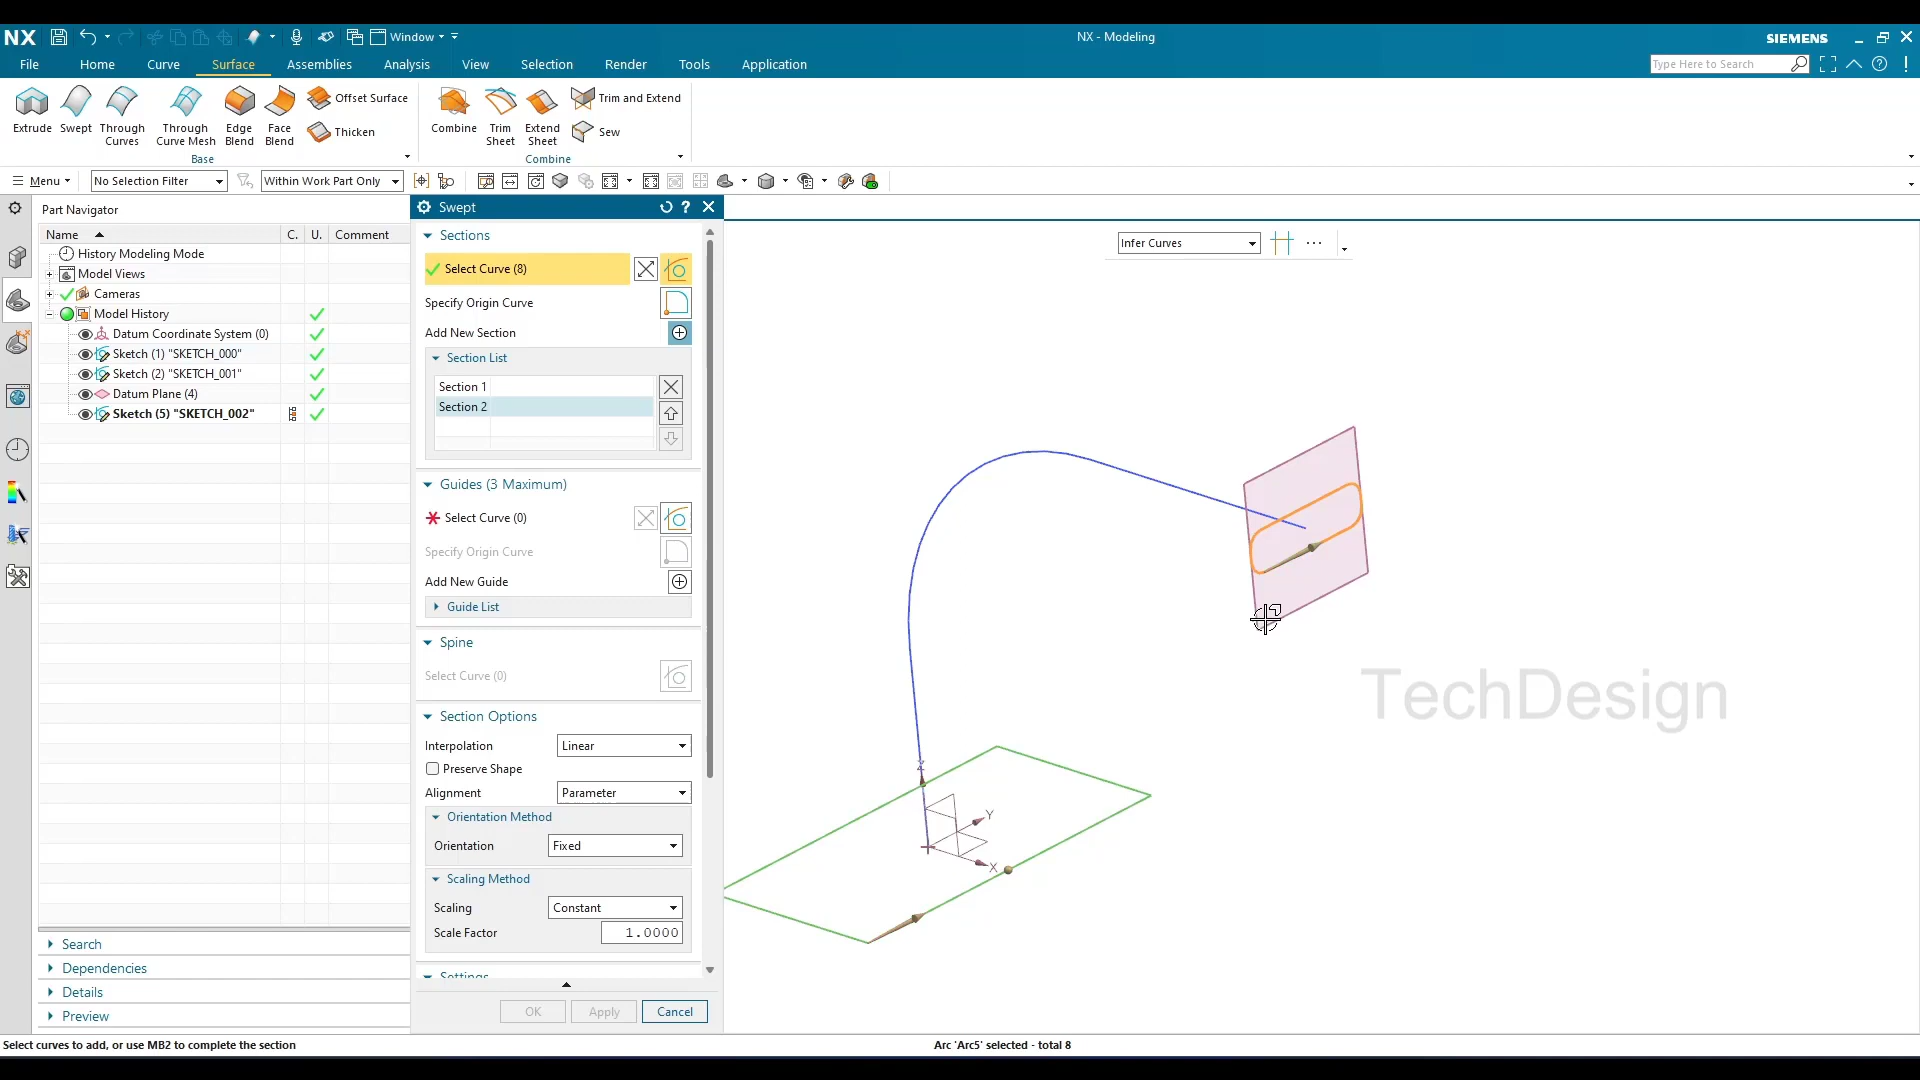 NX
Window
NX - Modeling
SIEMENS
File
Home
Curve
Surface
Assemblies
Analysis
View
Selection
Render
Tools
Application
Type Here to Search
Extrude
Swept
Through
Curves
Through
Curve Mesh
Edge
Blend
Face
Blend
Offset Surface
Thicken
Base
Combine
Trim
Sheet
Extend
Sheet
Trim and Extend
Sew
Combine
Menu
No Selection Filter
Within Work Part Only
Part Navigator
Name
C.
U.
Comment
History Modeling Mode
Model Views
Cameras
Model History
Datum Coordinate System (0)
Sketch (1) "SKETCH_000"
Sketch (2) "SKETCH_001"
Datum Plane (4)
Sketch (5) "SKETCH_002"
Search
Dependencies
Details
Preview
Swept
Sections
Select Curve (8)
Specify Origin Curve
Add New Section
Section List
Section 1
Section 2
Guides (3 Maximum)
Select Curve (0)
Specify Origin Curve
Add New Guide
Guide List
Spine
Select Curve (0)
Section Options
Interpolation
Linear
Preserve Shape
Alignment
Parameter
Orientation Method
Orientation
Fixed
Scaling Method
Scaling
Constant
Scale Factor
1.0000
Settings
OK
Apply
Cancel
Infer Curves
Z
Y
X
TechDesign
Select curves to add, or use MB2 to complete the section
Arc 'Arc5' selected - total 8